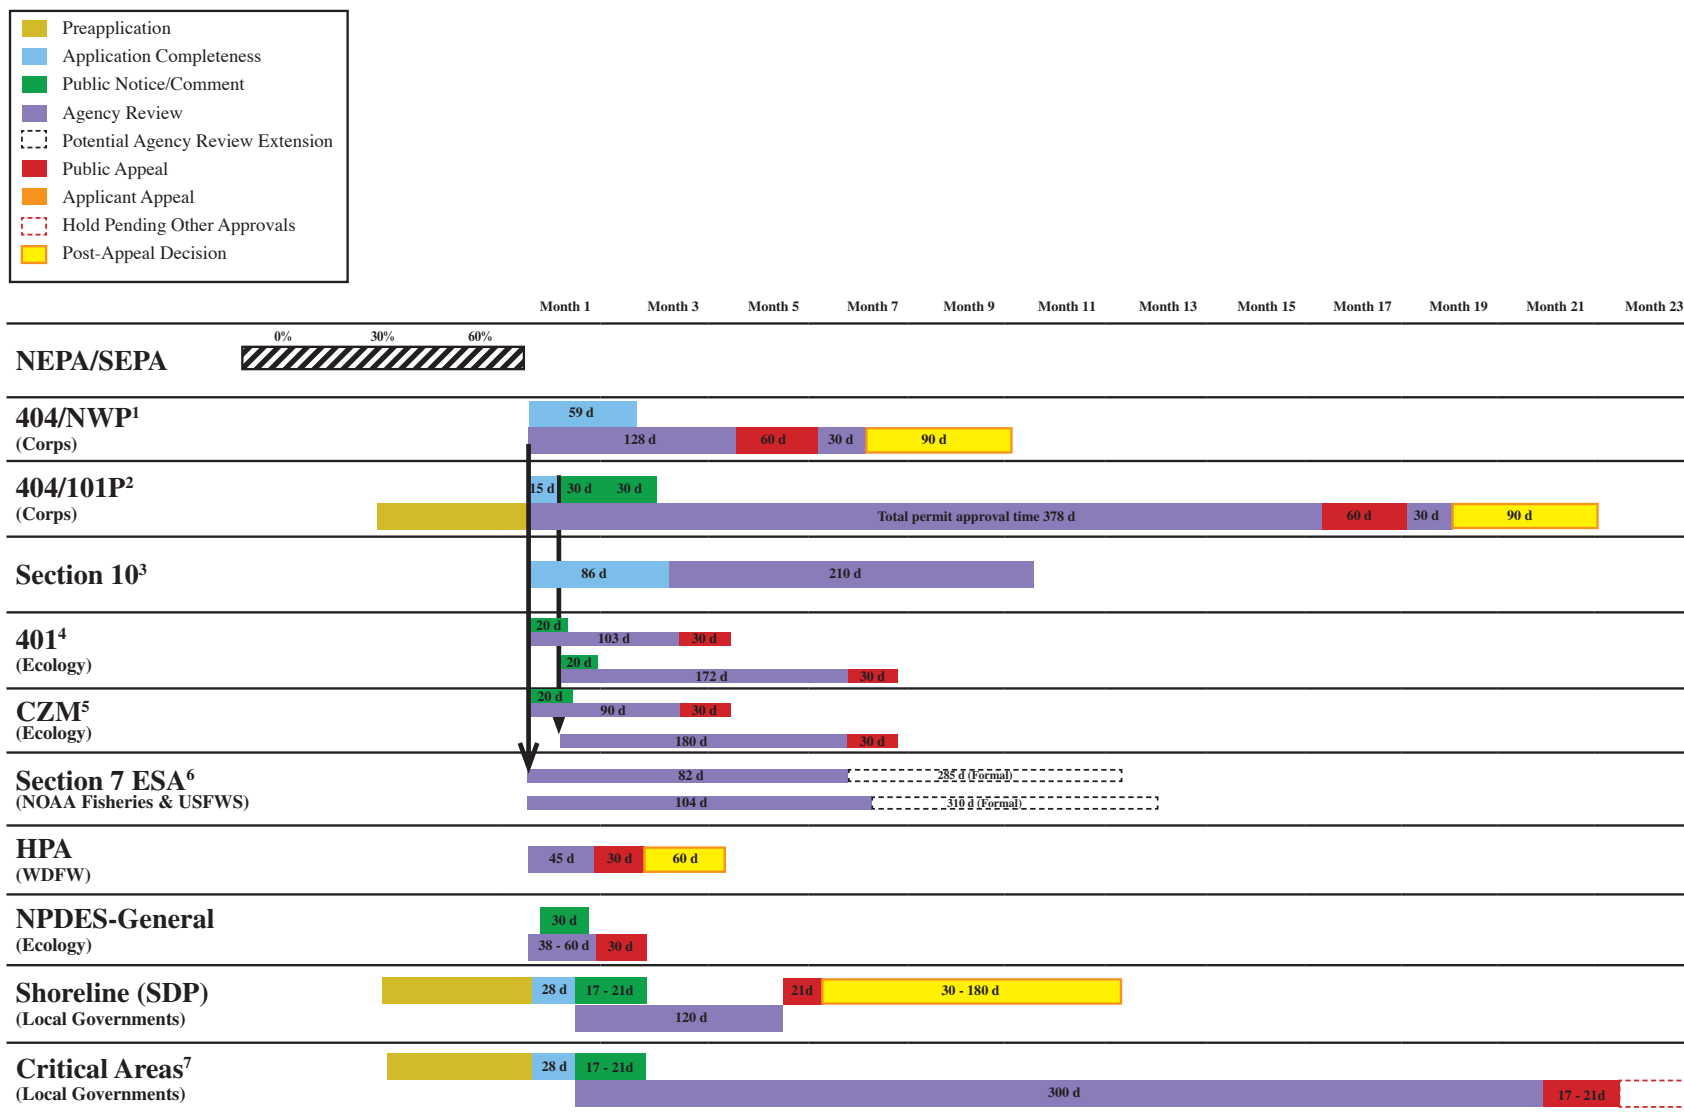 Preapplication
Application Completeness
Public Notice/Comment
Agency Review
Potential Agency Review Extension
Public Appeal
Applicant Appeal
Hold Pending Other Approvals
Post-Appeal Decision
Month 1 Month 3 Month 5 Month 7 Month 9 Month 11 Month 13 Month 15 Month 17 Month 19 Month 21 Month 23
0% 30% 60%
NEPA/SEPA
59 d
404/NWP1
(Corps)
128 d 60 d 30 d 90 d
15 d 30 d 30 d
404/101P2
(Corps)
Total permit approval time 378 d 60 d 30 d 90 d
Section 103
86 d 210 d
20 d
4014
103 d 30 d
(Ecology)
20 d
172 d 30 d
20 d
CZM5
90 d 30 d
(Ecology)
180 d 30 d
Section 7 ESA6
82 d 285 d (Formal)
(NOAA Fisheries & USFWS)
104 d 310 d (Formal)
HPA
(WDFW)
45 d 30 d 60 d
NPDES-General
30 d
(Ecology)
38 - 60 d 30 d
Shoreline (SDP)
28 d 17 - 21d 21d 30 - 180 d
(Local Governments)
120 d
Critical Areas7
28 d 17 - 21d
(Local Governments)
300 d 17 - 21d